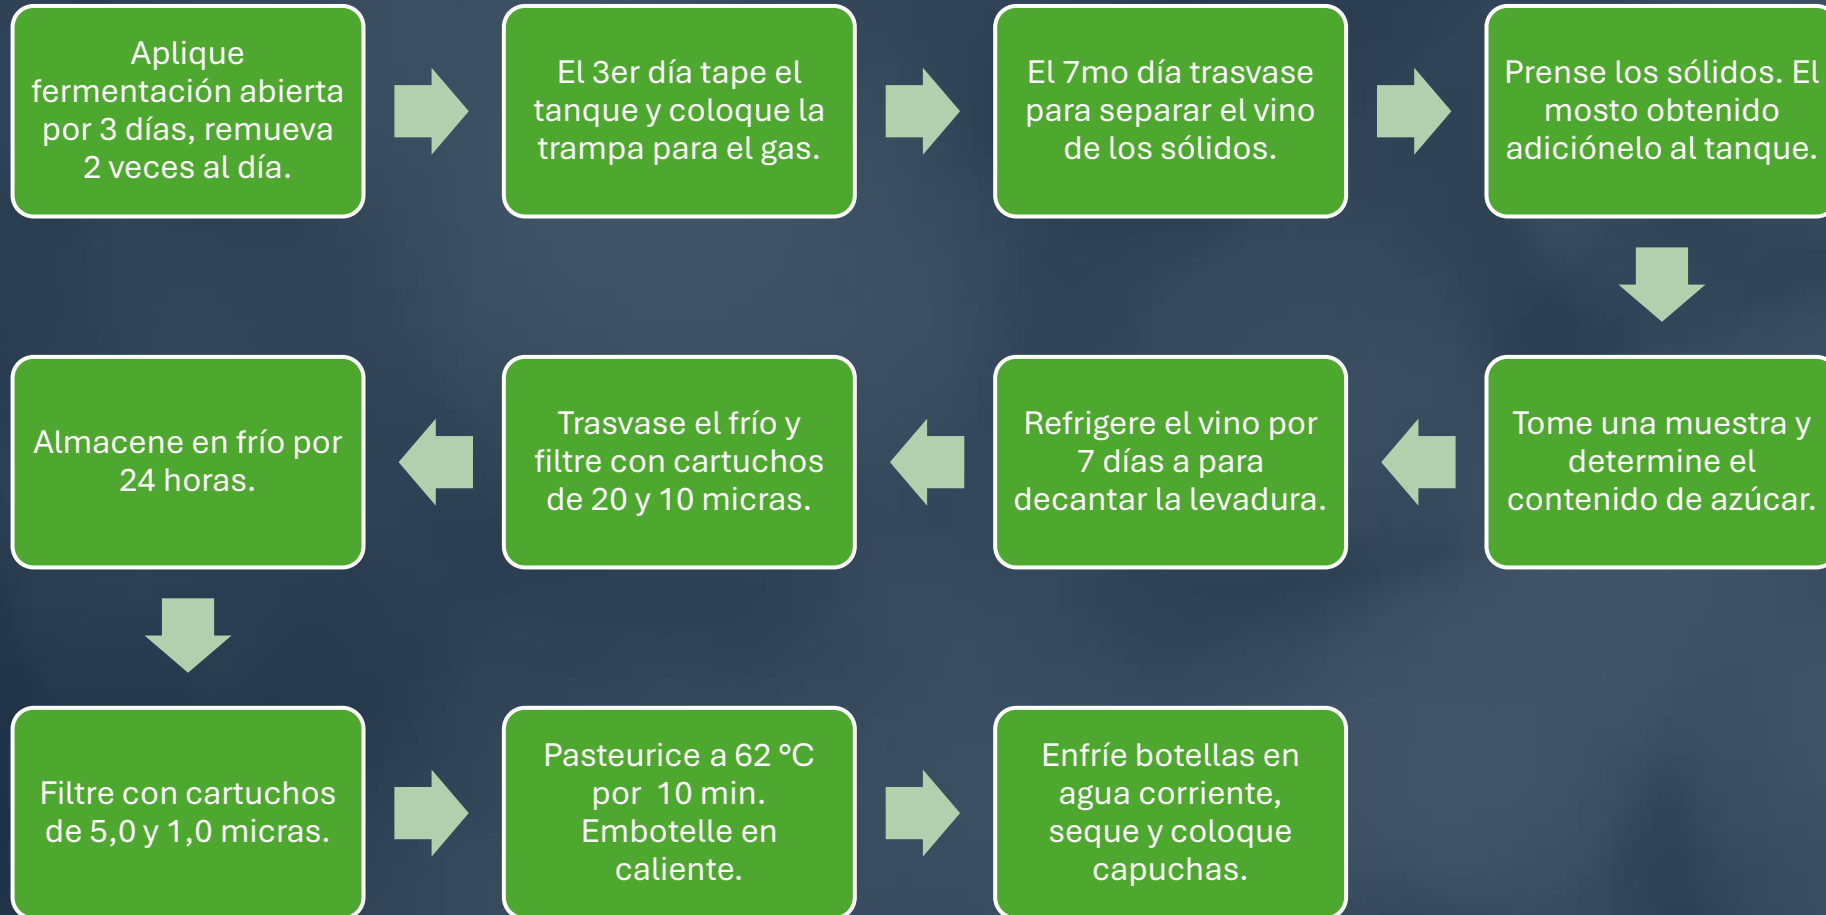 Aplique
fermentación abierta
por 3 días, remueva
2 veces al día.
El 3er día tape el
tanque y coloque la
trampa para el gas.
El 7mo día trasvase
para separar el vino
de los sólidos.
Prense los sólidos. El
mosto obtenido
adiciónelo al tanque.
Tome una muestra y
determine el
contenido de azúcar.
Refrigere el vino por
7 días a para
decantar la levadura.
Trasvase el frío y
filtre con cartuchos
de 20 y 10 micras.
Almacene en frío por
24 horas.
Filtre con cartuchos
de 5,0 y 1,0 micras.
Pasteurice a 62 °C
por  10 min.
Embotelle en
caliente.
Enfríe botellas en
agua corriente,
seque y coloque
capuchas.